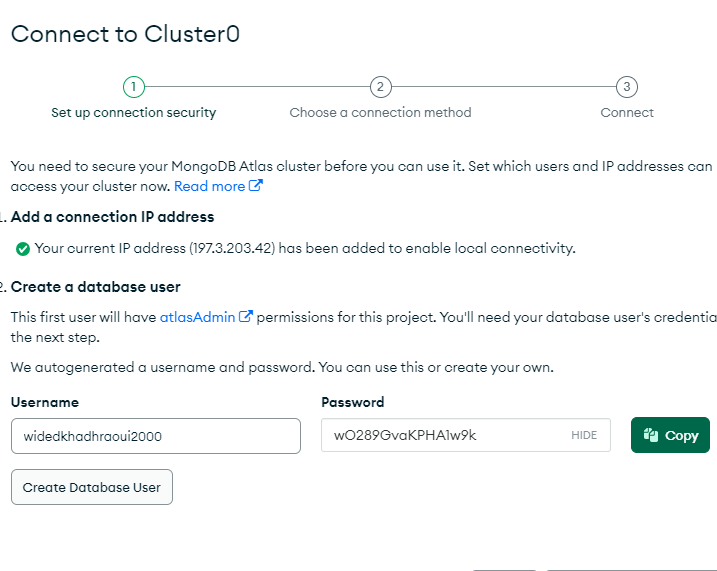 Connect to Cluster0
1
2
3
Set up connection security
Choose a connection method
Connect
You need to secure your MongoDB Atlas cluster before you can use it. Set which users and IP addresses can
access your cluster now. Read more
1. Add a connection IP address
Your current IP address (197.3.203.42) has been added to enable local connectivity.
2. Create a database user
This first user will have atlasAdmin permissions for this project. You'll need your database user's credentia
the next step.
We autogenerated a username and password. You can use this or create your own.
Username
Password
widedkhadhraoui2000
wO289GvaKPHA1w9k
HIDE
Copy
Create Database User